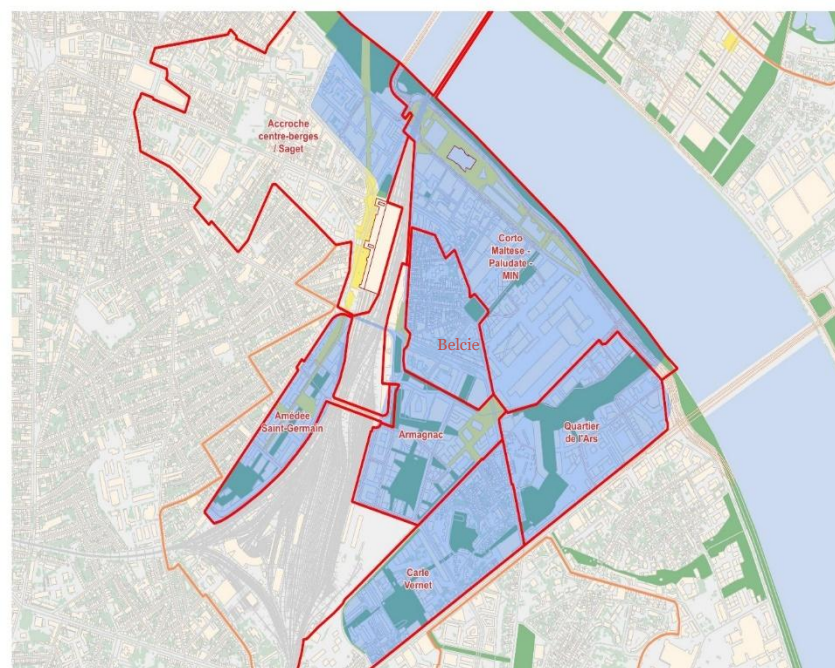 Accroche
centre-berges
/ Saget
Corto
Maltese -
Paludate -
MIN
Belcie
Amédée
Saint-Germain
Armagnac
Quartier
de l'Ars
Carle
Vernet